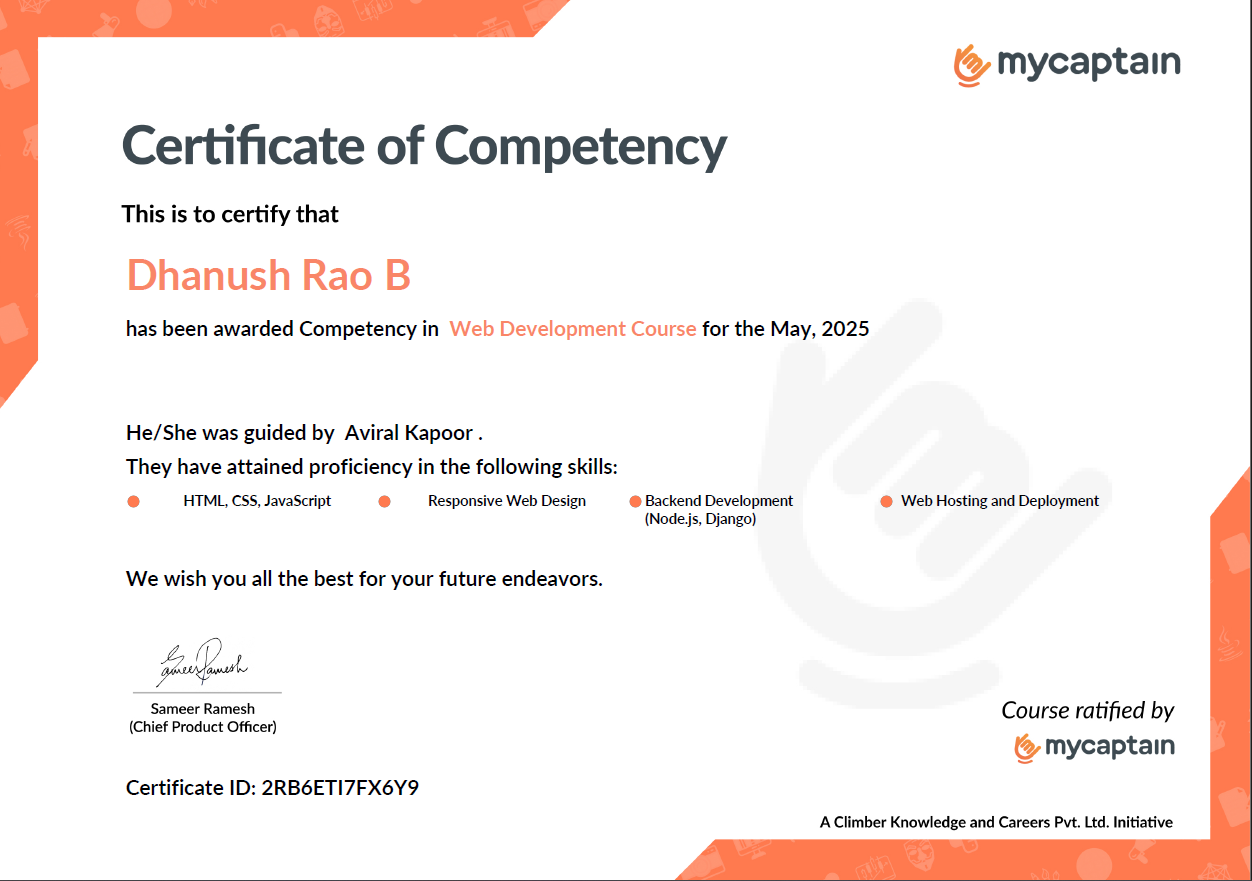 mycaptain
Certificate of Competency
This is to certify that
Dhanush Rao B
has been awarded Competency in Web Development Course for the May, 2025
He/She was guided by Aviral Kapoor .
They have attained proficiency in the following skills:
HTML, CSS, JavaScript
Responsive Web Design
Backend Development
(Node.js, Django)
Web Hosting and Deployment
We wish you all the best for your future endeavors.
Sameer Ramesh
Sameer Ramesh
(Chief Product Officer)
Course ratified by
mycaptain
Certificate ID: 2RB6ETI7FX6Y9
A Climber Knowledge and Careers Pvt. Ltd. Initiative